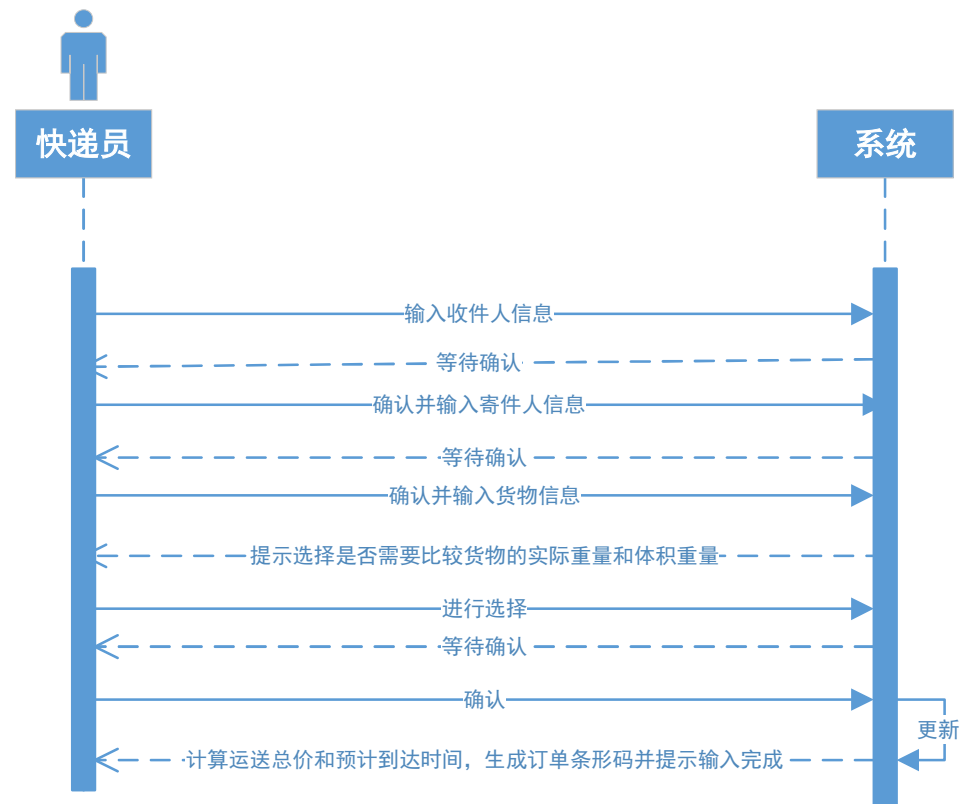 快递员
系统
输入收件人信息
等待确认
确认并输入寄件人信息
等待确认
确认并输入货物信息
提示选择是否需要比较货物的实际重量和体积重量
进行选择
等待确认
确认
更新
计算运送总价和预计到达时间，生成订单条形码并提示输入完成